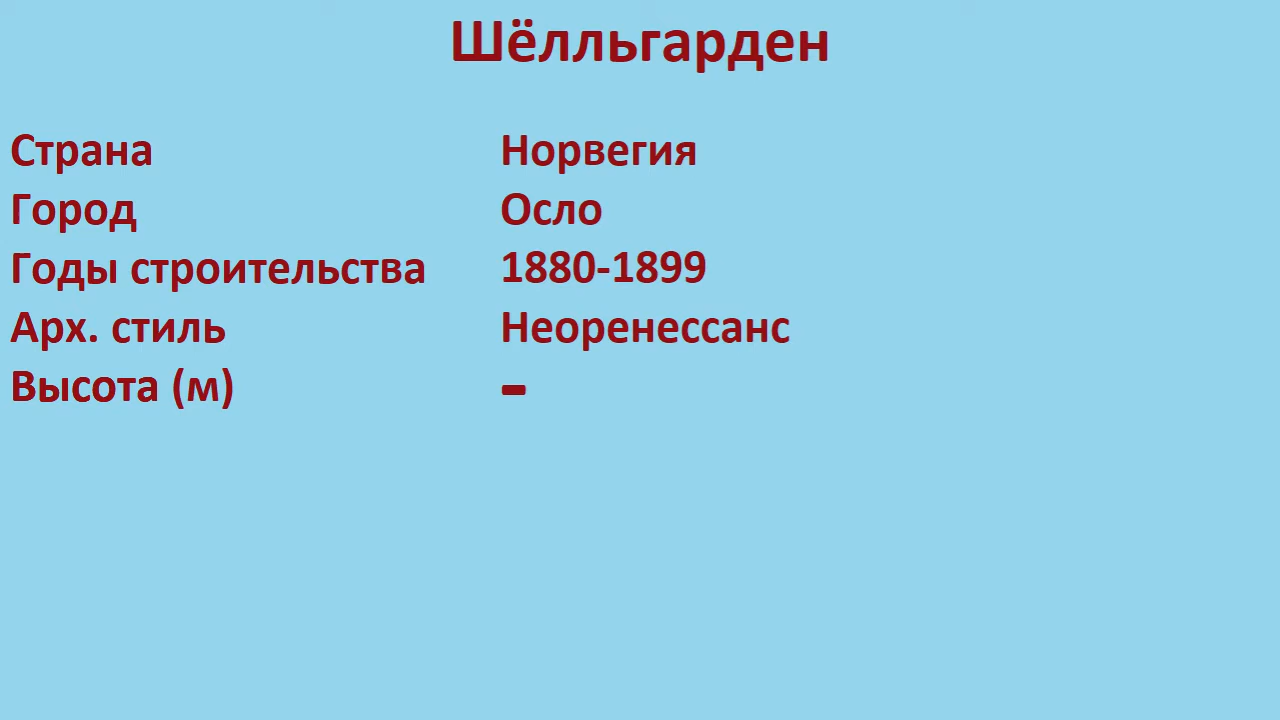 Шёлльгарден
Страна Норвегия
Город Осло
Годы строительства 1880-1899
Арх. стиль Неоренессанс
Высота (м) -